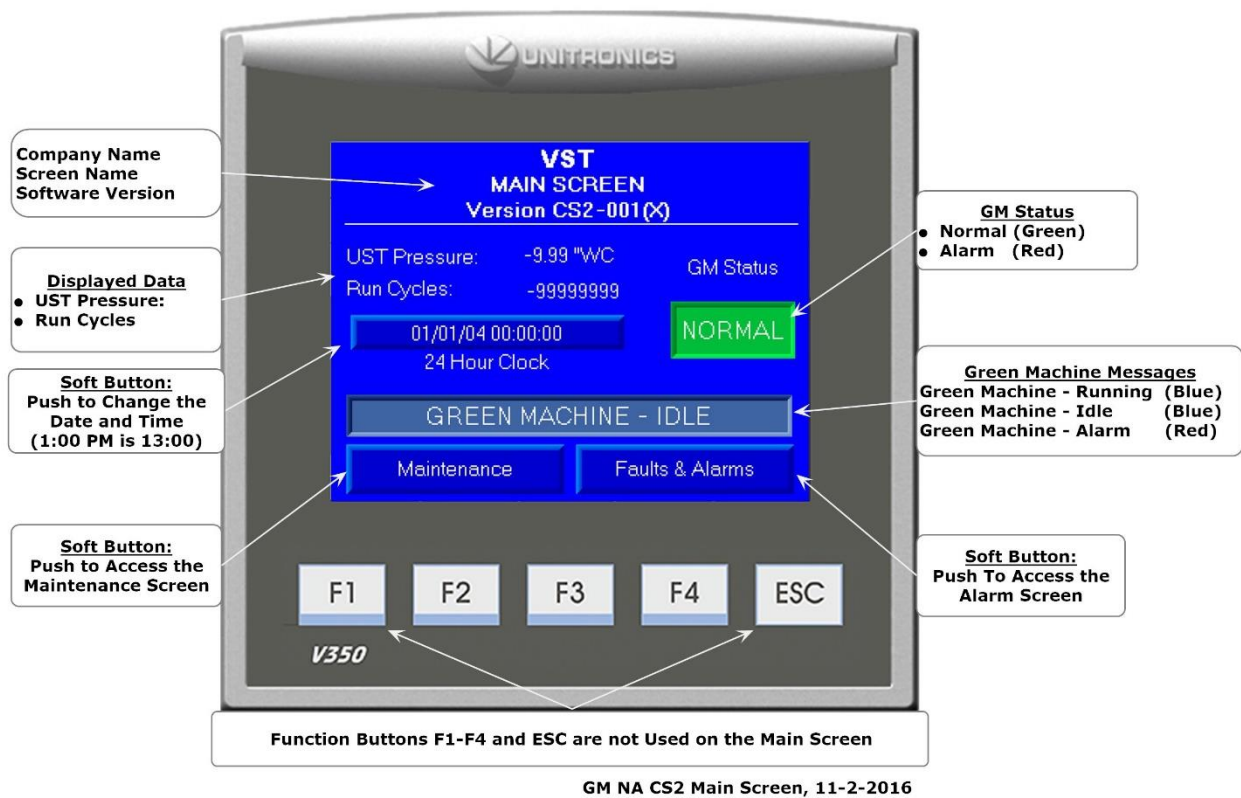 UNITRONICS
Company Name
Screen Name
Software Version
VST
MAIN SCREEN
Version CS2-001(X)
Displayed Data
• UST Pressure:
• Run Cycles
UST Pressure: -9.99 "WC
Run Cycles: -99999999
GM Status
NORMAL
GM Status
• Normal (Green)
• Alarm (Red)
01/01/04 00:00:00
24 Hour Clock
Soft Button:
Push to Change the
Date and Time
(1:00 PM is 13:00)
GREEN MACHINE - IDLE
Green Machine Messages
Green Machine - Running (Blue)
Green Machine - Idle (Blue)
Green Machine - Alarm (Red)
Maintenance
Faults & Alarms
Soft Button:
Push to Access the
Maintenance Screen
Soft Button:
Push To Access the
Alarm Screen
F1 F2 F3 F4 ESC
V350
Function Buttons F1-F4 and ESC are not Used on the Main Screen
GM NA CS2 Main Screen, 11-2-2016